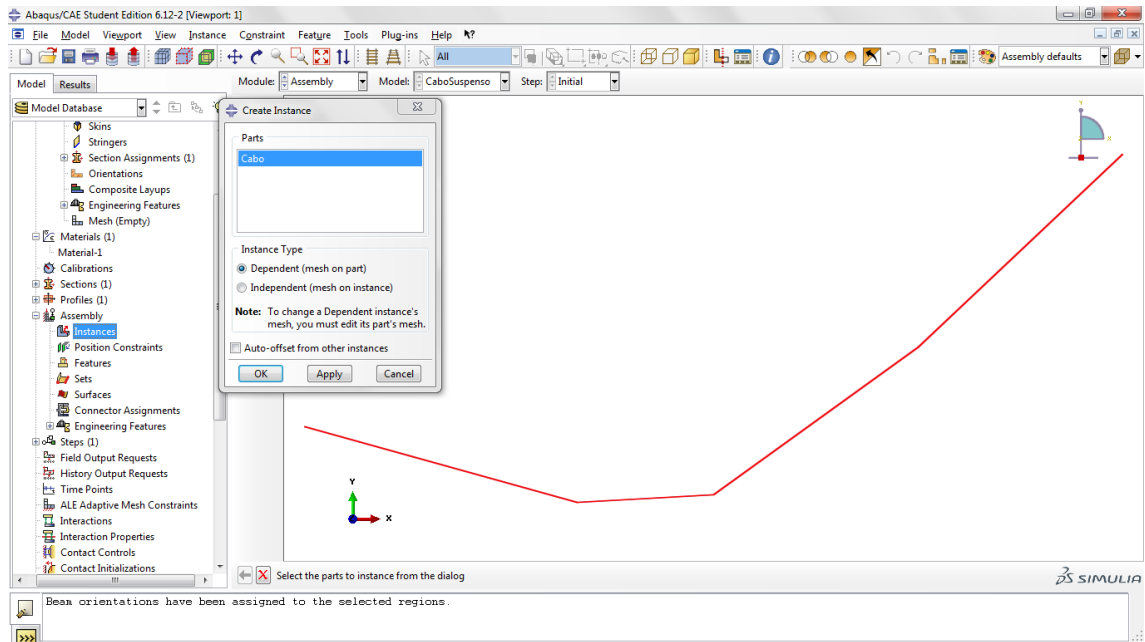 Abaqus/CAE Student Edition 6.12-2 [Viewport: 1]
File Model Viewport View Instance Constraint Feature Tools Plug-ins Help
All
Assembly defaults
Model Results
Module: Assembly Model: CaboSuspenso Step: Initial
Model Database
Skins
Stringers
Section Assignments (1)
Orientations
Composite Layups
Engineering Features
Mesh (Empty)
Materials (1)
Material-1
Calibrations
Sections (1)
Profiles (1)
Assembly
Instances
Position Constraints
Features
Sets
Surfaces
Connector Assignments
Engineering Features
Steps (1)
Field Output Requests
History Output Requests
Time Points
ALE Adaptive Mesh Constraints
Interactions
Interaction Properties
Contact Controls
Contact Initializations
Create Instance
Parts
Cabo
Instance Type
Dependent (mesh on part)
Independent (mesh on instance)
Note: To change a Dependent instance's
mesh, you must edit its part's mesh.
Auto-offset from other instances
OK Apply Cancel
Y
X
Y
X
Select the parts to instance from the dialog
SIMULIA
Beam orientations have been assigned to the selected regions.
>>>